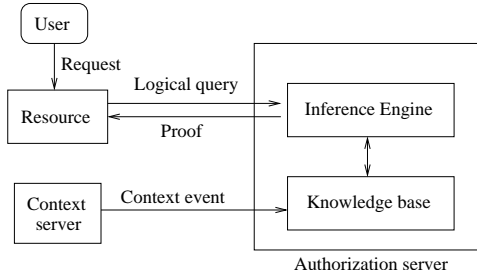 User
Request
Logical query
Resource
Inference Engine
Proof
Context
server
Context event
Knowledge base
Authorization server